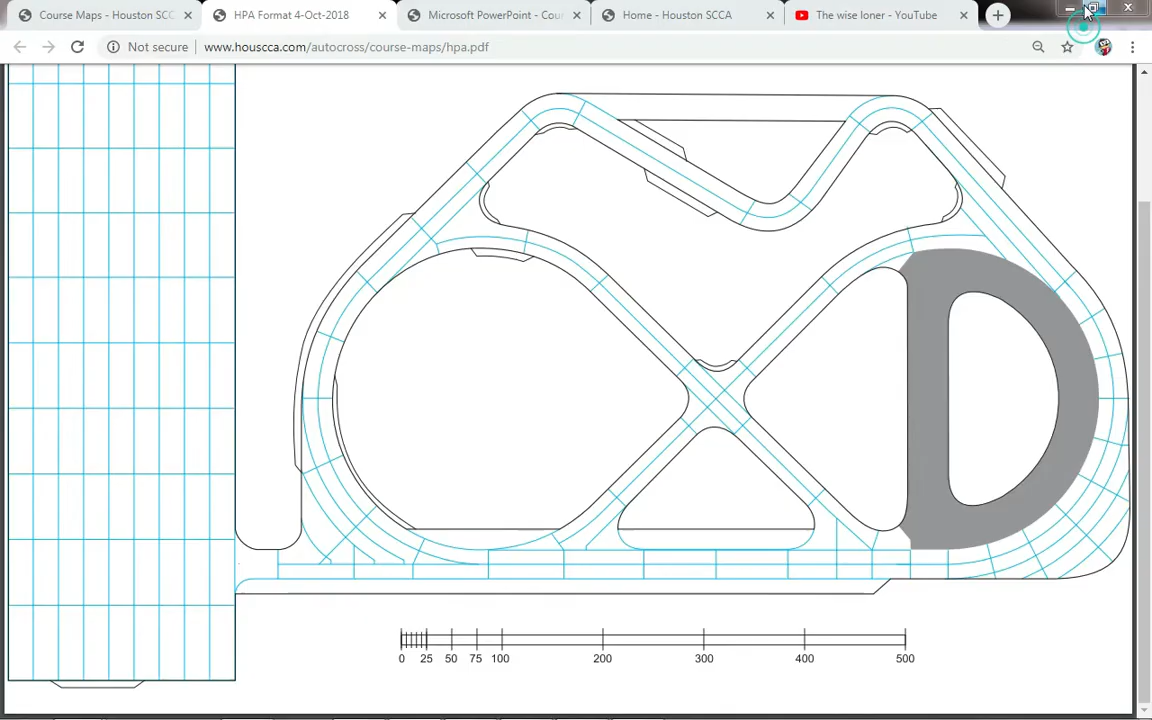 Course Maps - Houston SCC
HPA Format 4-Oct-2018
Microsoft PowerPoint - Cour
Home - Houston SCCA
The wise loner - YouTube
Not secure
www.houscca.com/autocross/course-maps/hpa.pdf
0 25 50 75 100 200 300 400 500